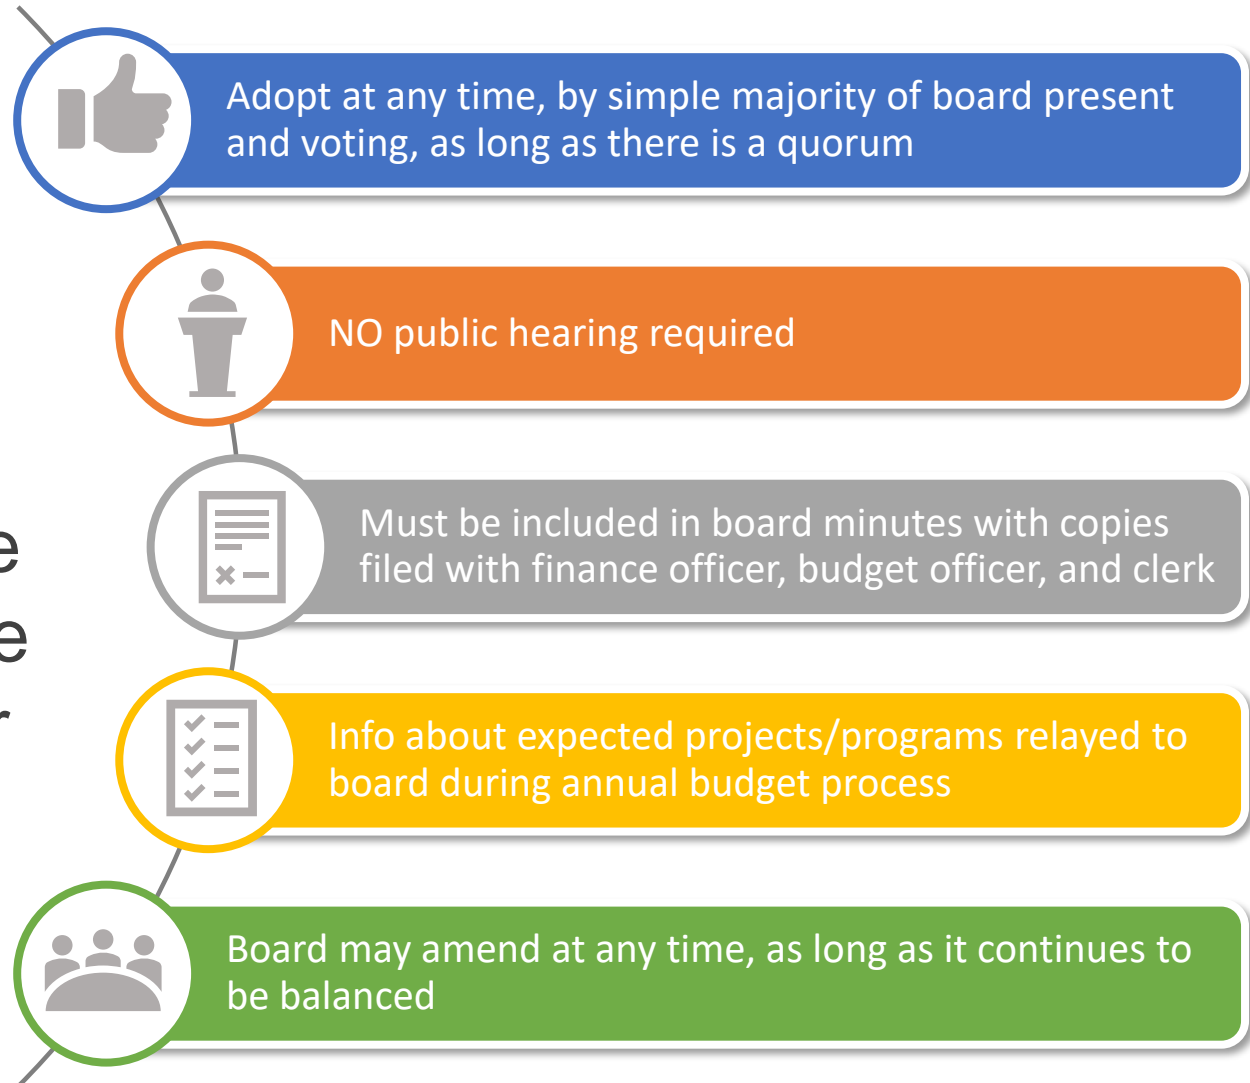 Adopt at any time, by simple majority of board present
and voting, as long as there is a quorum
NO public hearing required
Must be included in board minutes with copies
filed with finance officer, budget officer, and clerk
Info about expected projects/programs relayed to
board during annual budget process
Board may amend at any time, as long as it continues to
be balanced